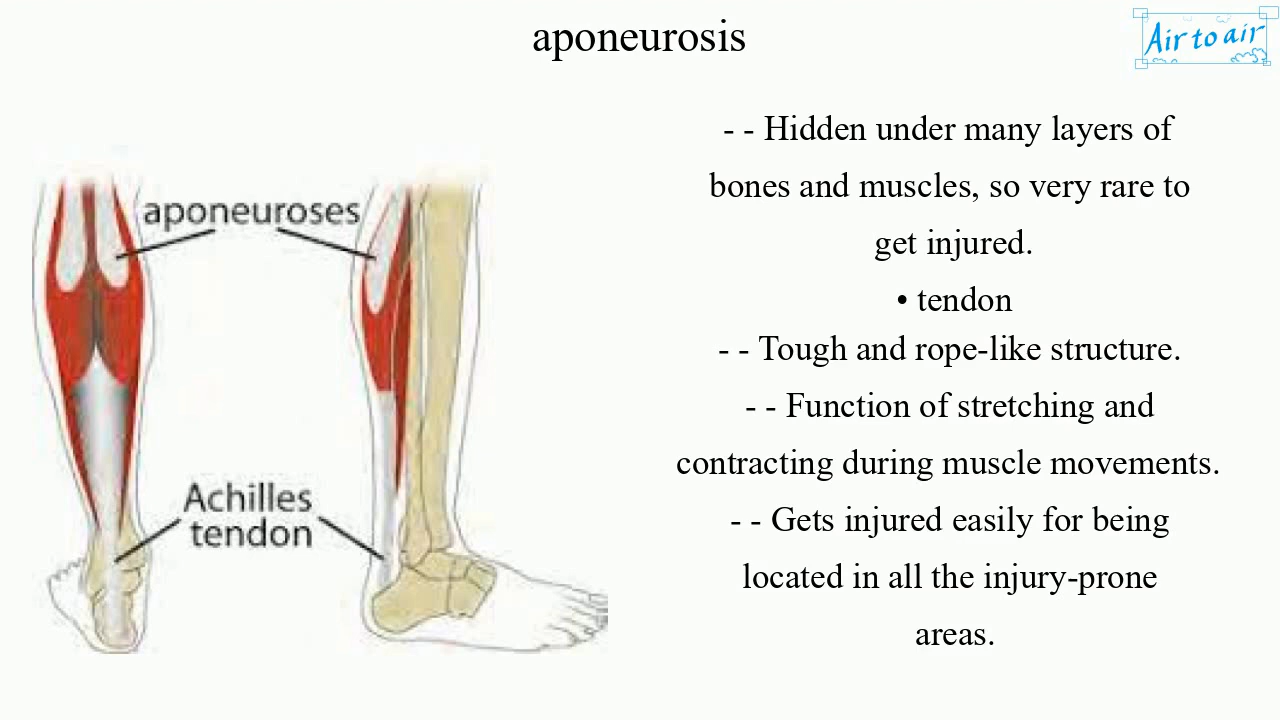 aponeurosis
Air to air
aponeuroses
Achilles
tendon
- - Hidden under many layers of
bones and muscles, so very rare to
get injured.
• tendon
- - Tough and rope-like structure.
- - Function of stretching and
contracting during muscle movements.
- - Gets injured easily for being
located in all the injury-prone
areas.